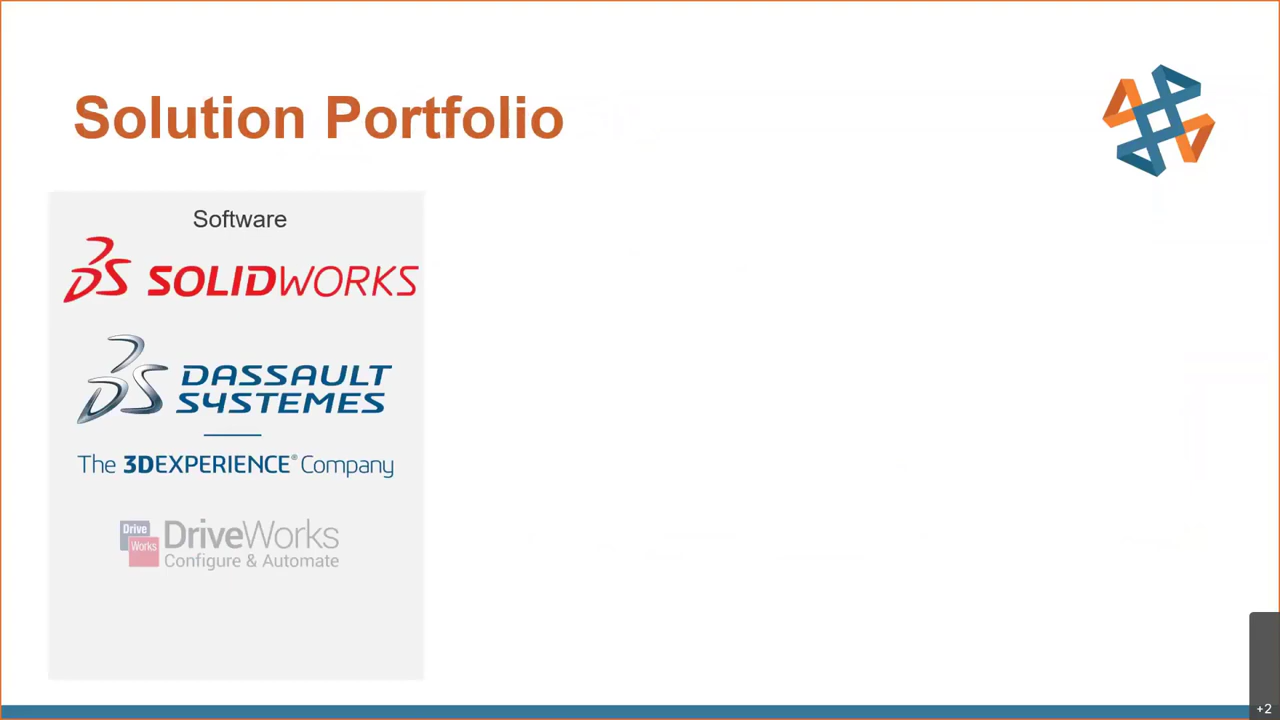 Solution Portfolio
Software
SOLIDWORKS
DASSAULT
SYSTEMES
The 3DEXPERIENCE® Company
Drive
Works
DriveWorks
Configure & Automate
+2